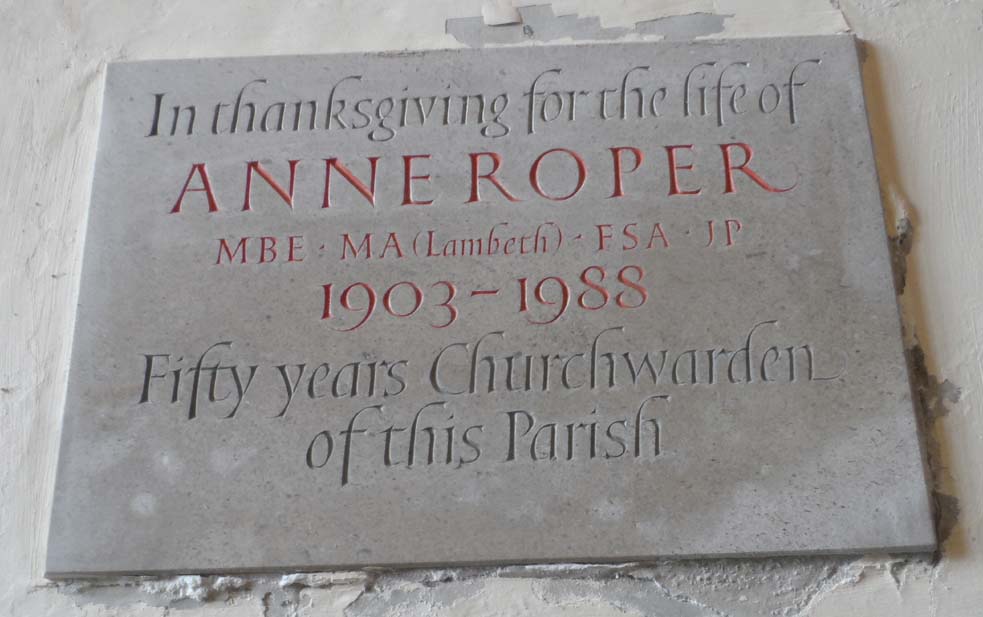 In thanksgiving for the life of
ANNE ROPER
MBE · MA (Lambeth) · FSA · JP
1903 – 1988
Fifty years Churchwarden
of this Parish